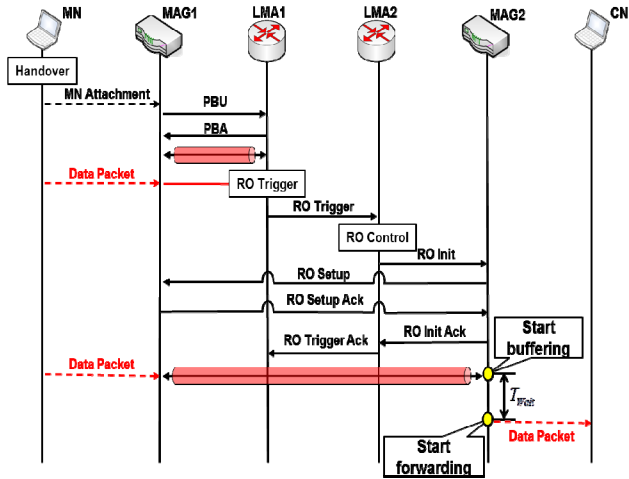 MN
MAG1
LMA1
LMA2
MAG2
CN
Handover
MN Attachment
PBU
PBA
Data Packet
RO Trigger
RO Trigger
RO Control
RO Init
RO Setup
RO Setup Ack
RO Trigger Ack
RO Init Ack
Start
buffering
Data Packet
T_Wait
Data Packet
Start
forwarding